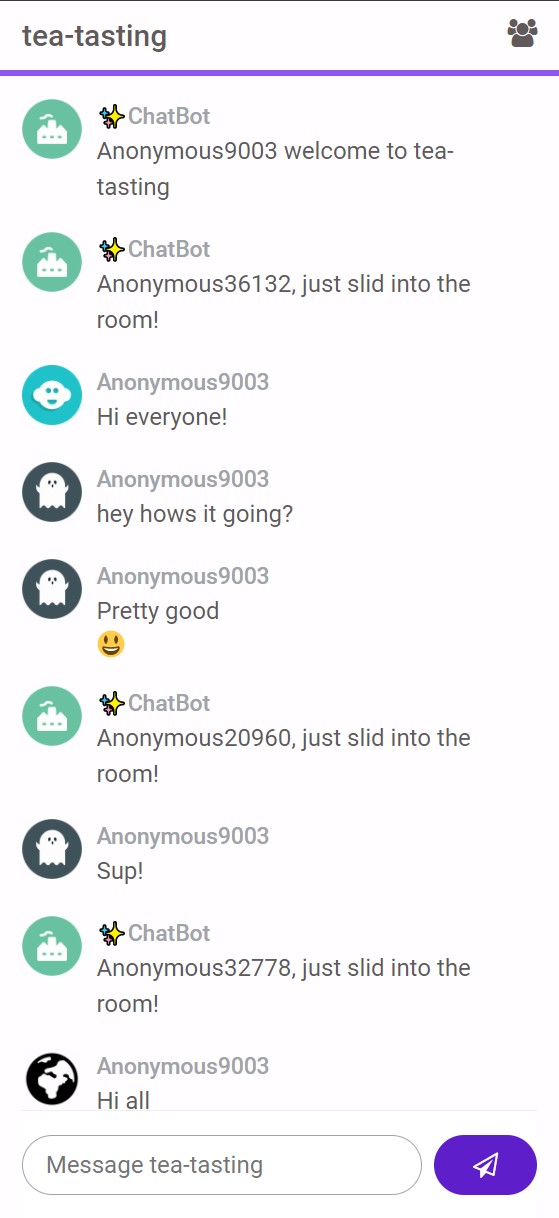 tea-tasting
✨ChatBot
Anonymous9003 welcome to tea-
tasting
✨ChatBot
Anonymous36132, just slid into the
room!
Anonymous9003
Hi everyone!
Anonymous9003
hey hows it going?
Anonymous9003
Pretty good
😃
✨ChatBot
Anonymous20960, just slid into the
room!
Anonymous9003
Sup!
✨ChatBot
Anonymous32778, just slid into the
room!
Anonymous9003
Hi all
Message tea-tasting